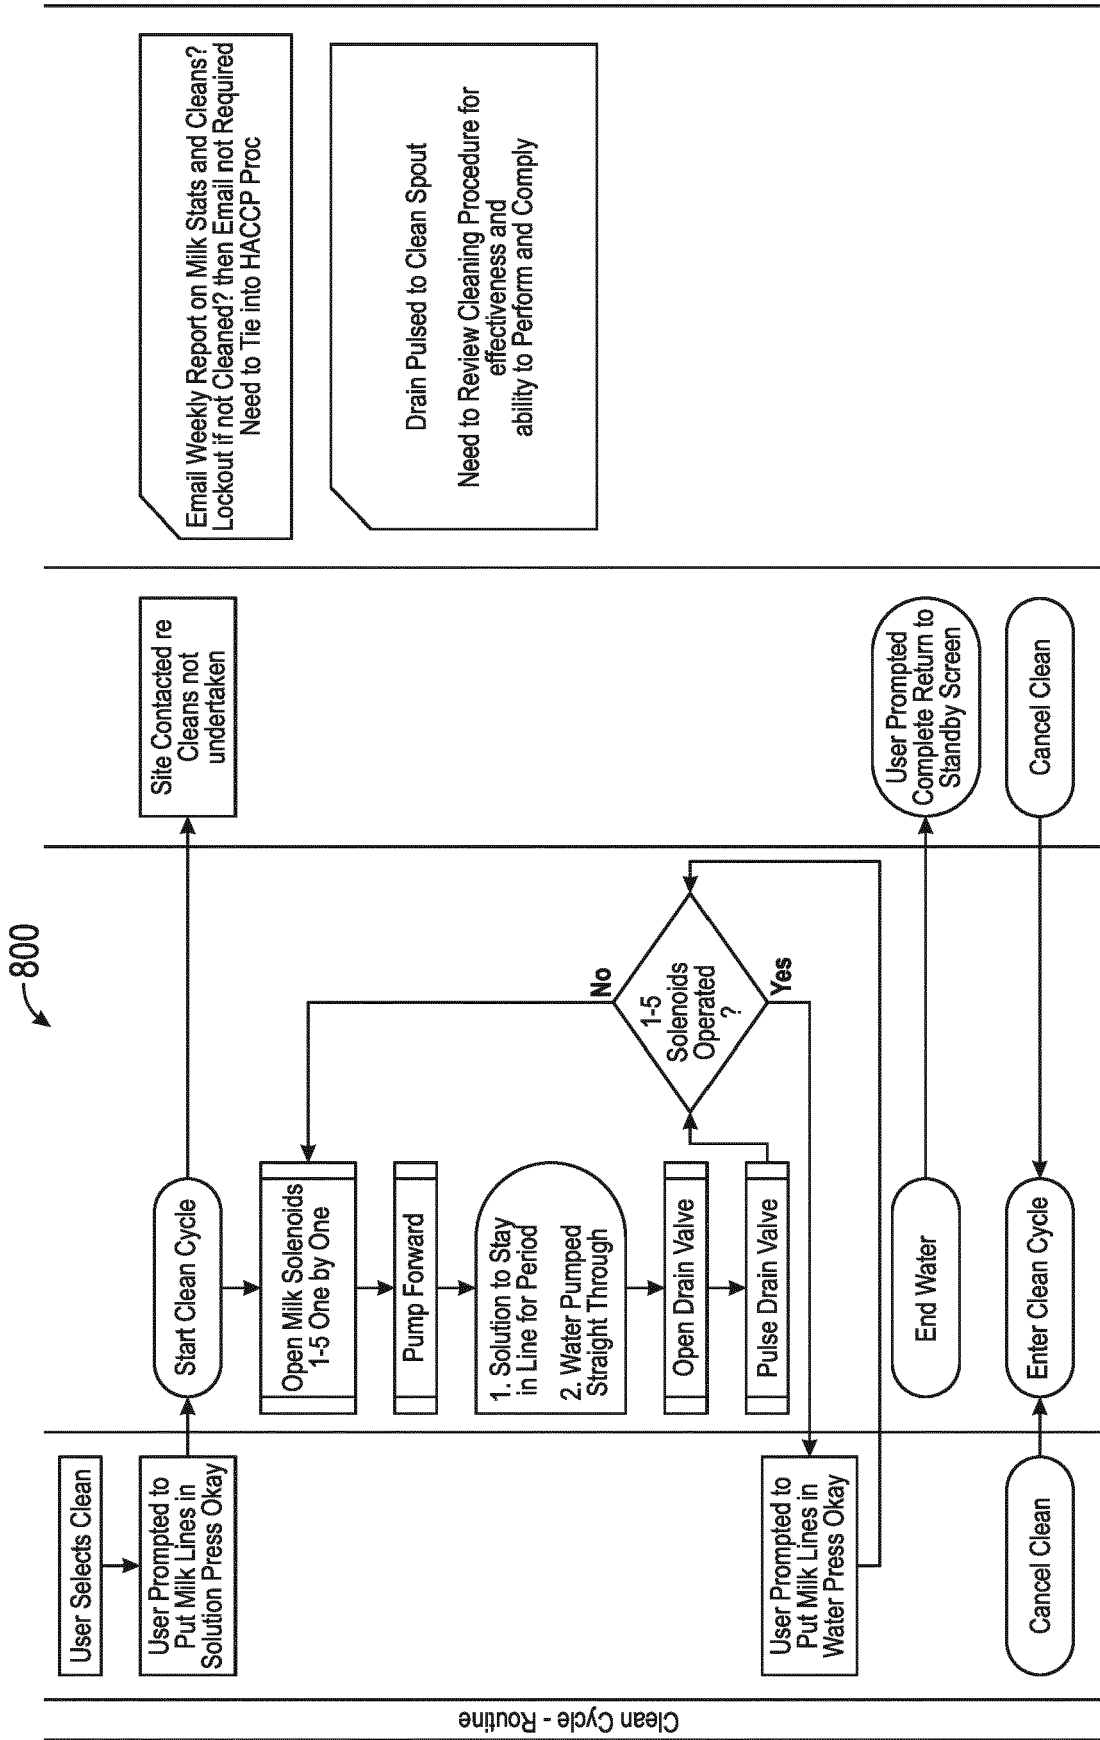 800
Clean Cycle - Routine
User Selects Clean
User Prompted to
Put Milk Lines in
Solution Press Okay
Start Clean Cycle
Site Contacted re
Cleans not
undertaken
Email Weekly Report on Milk Stats and Cleans?
Lockout if not Cleaned? then Email not Required
Need to Tie into HACCP Proc
Open Milk Solenoids
1-5 One by One
Pump Forward
1. Solution to Stay
in Line for Period
2. Water Pumped
Straight Through
Open Drain Valve
Pulse Drain Valve
No
1-5
Solenoids
Operated
?
Yes
Drain Pulsed to Clean Spout
Need to Review Cleaning Procedure for
effectiveness and
ability to Perform and Comply
User Prompted to
Put Milk Lines in
Water Press Okay
End Water
User Prompted
Complete Return to
Standby Screen
Cancel Clean
Enter Clean Cycle
Cancel Clean